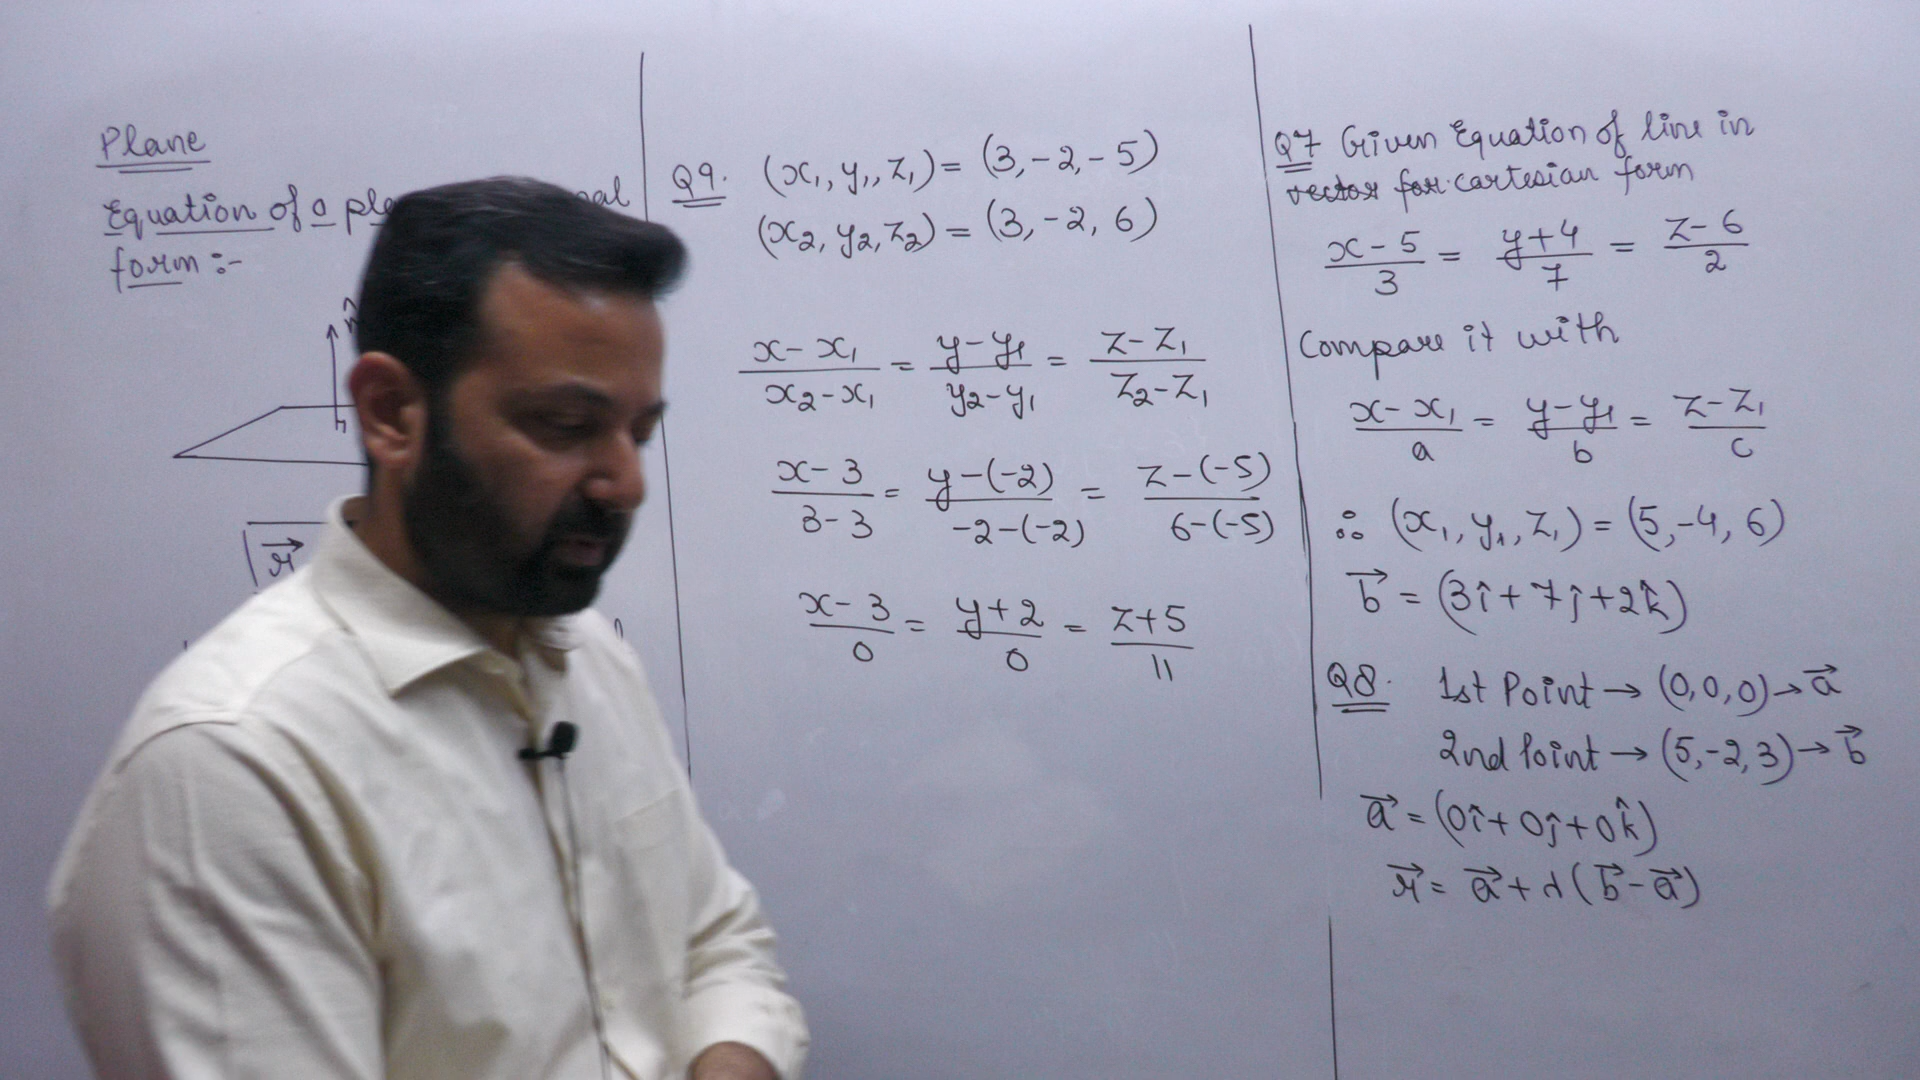 Plane
Equation of a
form :-
Q9. (x₁, y₁, z₁) = (3, -2, -5)
(x₂, y₂, z₂) = (3, -2, 6)
x - x₁ / x₂ - x₁ = y - y₁ / y₂ - y₁ = z - z₁ / z₂ - z₁
x - 3 / 3 - 3 = y - (-2) / -2 - (-2) = z - (-5) / 6 - (-5)
x - 3 / 0 = y + 2 / 0 = z + 5 / 11
Q7 Given Equation of line in
vector for cartesian form
x - 5 / 3 = y + 4 / 7 = z - 6 / 2
Compare it with
x - x₁ / a = y - y₁ / b = z - z₁ / c
∴ (x₁, y₁, z₁) = (5, -4, 6)
b⃗ = (3î + 7ĵ + 2k̂)
Q8. 1st Point → (0, 0, 0) → a⃗
2nd Point → (5, -2, 3) → b⃗
a⃗ = (0î + 0ĵ + 0k̂)
r⃗ = a⃗ + λ (b⃗ - a⃗)